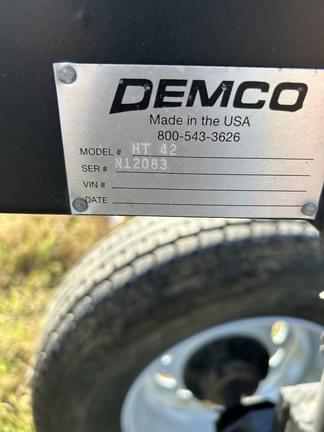 DEMCO
Made in the USA
800-543-3626
MODEL # HT 42
SER # N12083
VIN #
DATE